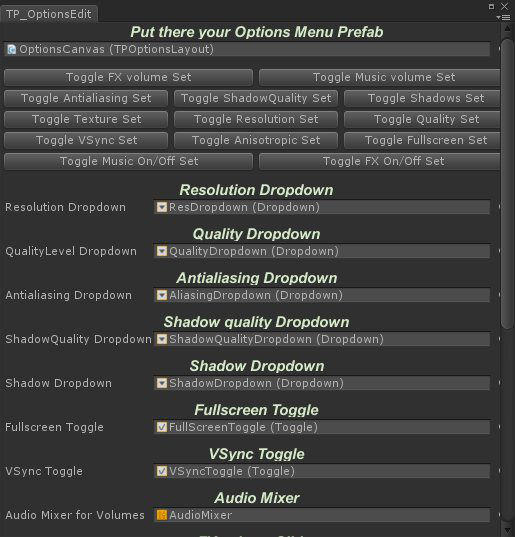 TP_OptionsEdit
Put there your Options Menu Prefab
OptionsCanvas (TPOptionsLayout)
Toggle FX volume Set Toggle Music volume Set
Toggle Antialiasing Set Toggle ShadowQuality Set Toggle Shadows Set
Toggle Texture Set Toggle Resolution Set Toggle Quality Set
Toggle VSync Set Toggle Anisotropic Set Toggle Fullscreen Set
Toggle Music On/Off Set Toggle FX On/Off Set
Resolution Dropdown
Resolution Dropdown ResDropdown (Dropdown)
Quality Dropdown
QualityLevel Dropdown QualityDropdown (Dropdown)
Antialiasing Dropdown
Antialiasing Dropdown AliasingDropdown (Dropdown)
Shadow quality Dropdown
ShadowQuality Dropdown ShadowQualityDropdown (Dropdown)
Shadow Dropdown
Shadow Dropdown ShadowDropdown (Dropdown)
Fullscreen Toggle
Fullscreen Toggle FullScreenToggle (Toggle)
VSync Toggle
VSync Toggle VSyncToggle (Toggle)
Audio Mixer
Audio Mixer for Volumes AudioMixer